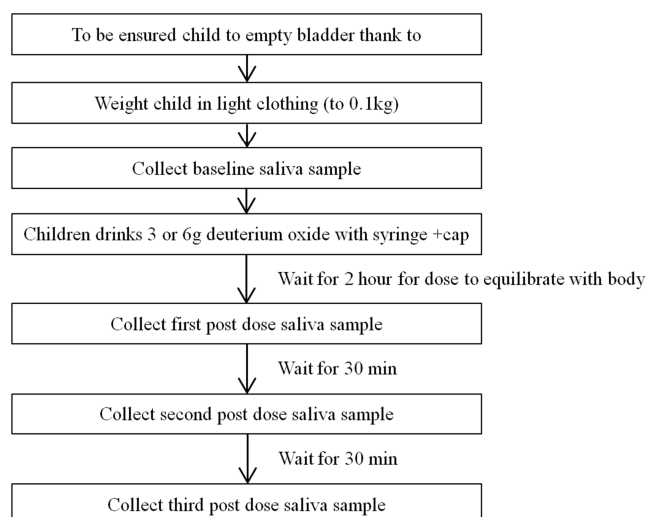 To be ensured child to empty bladder thank to
Weight child in light clothing (to 0.1kg)
Collect baseline saliva sample
Children drinks 3 or 6g deuterium oxide with syringe +cap
Wait for 2 hour for dose to equilibrate with body
Collect first post dose saliva sample
Wait for 30 min
Collect second post dose saliva sample
Wait for 30 min
Collect third post dose saliva sample